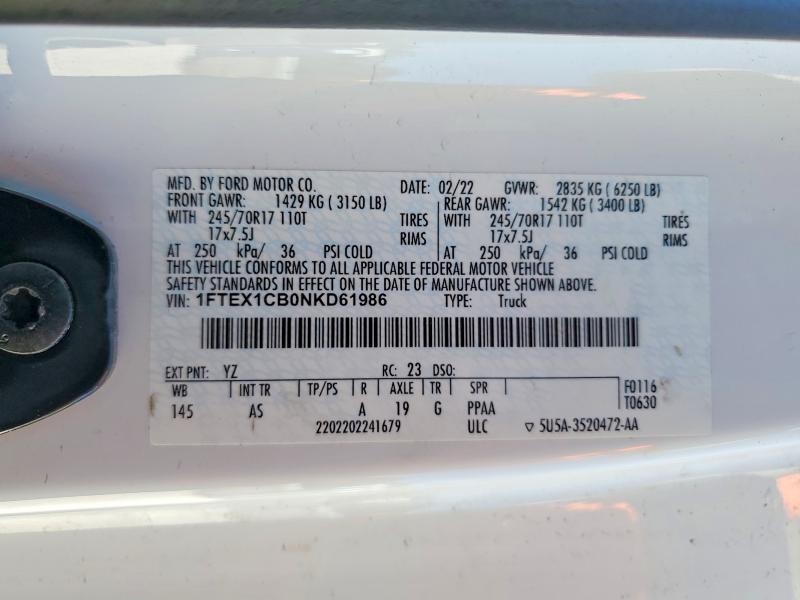 MFD. BY FORD MOTOR CO. DATE: 02/22 GVWR: 2835 KG ( 6250 LB)
FRONT GAWR: 1429 KG ( 3150 LB) REAR GAWR: 1542 KG ( 3400 LB)
WITH 245/70R17 110T TIRES WITH 245/70R17 110T TIRES
17x7.5J RIMS 17x7.5J RIMS
AT 250 kPa/ 36 PSI COLD AT 250 kPa/ 36 PSI COLD
THIS VEHICLE CONFORMS TO ALL APPLICABLE FEDERAL MOTOR VEHICLE
SAFETY STANDARDS IN EFFECT ON THE DATE OF MANUFACTURE SHOWN ABOVE.
VIN: 1FTEX1CB0NKD61986 TYPE: Truck
EXT PNT: YZ RC: 23 DSO:
WB INT TR TP/PS R AXLE TR SPR F0116
145 AS A 19 G PPAA T0630
2202202241679 ULC ▽ 5U5A-3520472-AA